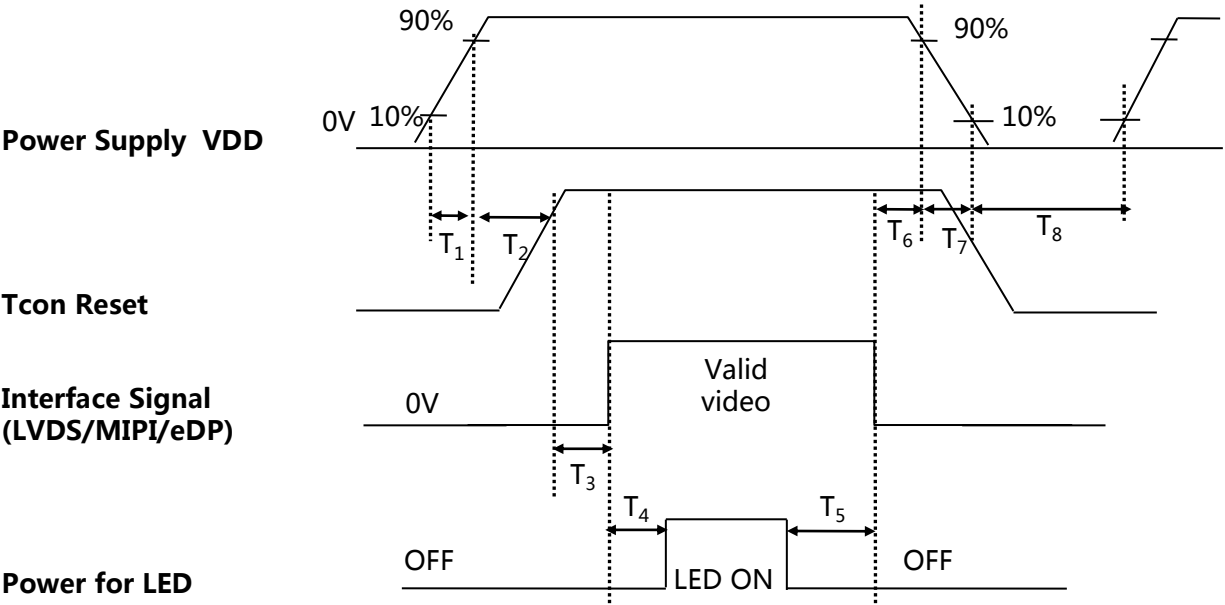 90%
90%
0V 10%
10%
Power Supply VDD
T1
T2
T6
T7
T8
Tcon Reset
Valid
video
Interface Signal
(LVDS/MIPI/eDP)
0V
T3
T4
T5
OFF
OFF
Power for LED
LED ON